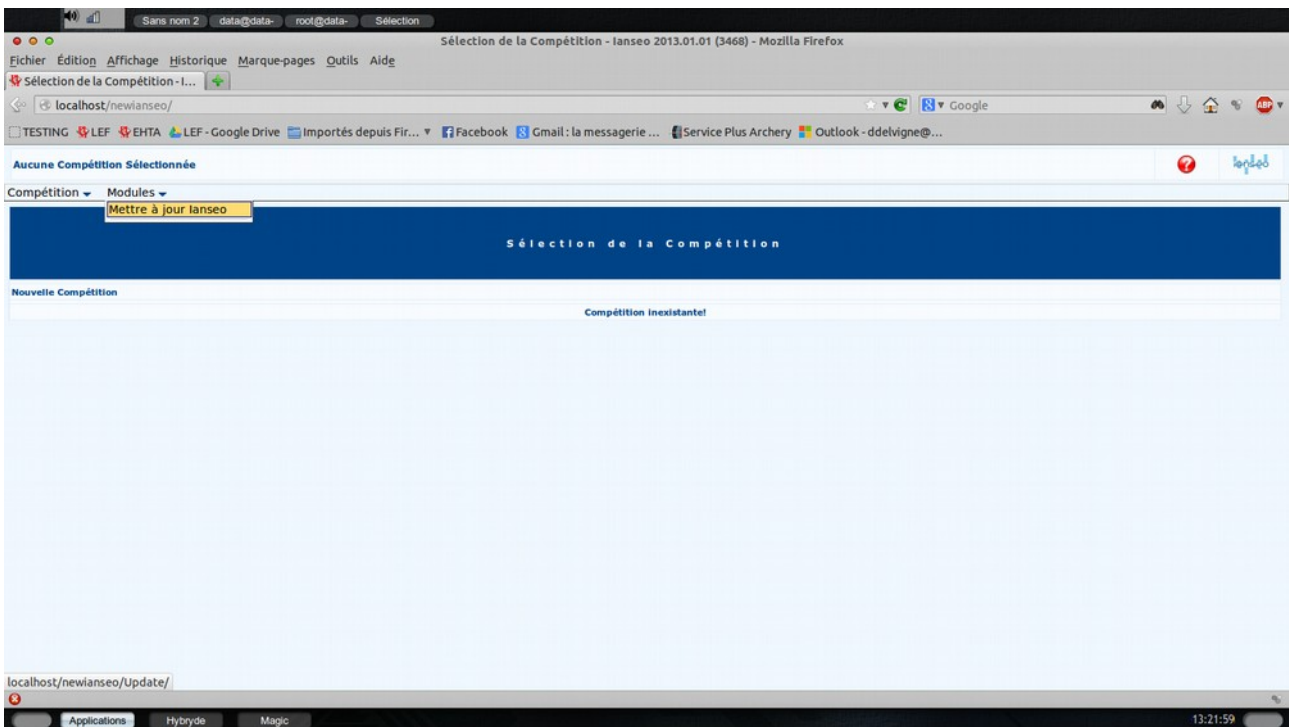 Sans nom 2 data@data- root@data- Sélection
Sélection de la Compétition - Ianseo 2013.01.01 (3468) - Mozilla Firefox
Fichier Édition Affichage Historique Marque-pages Outils Aide
Sélection de la Compétition - I...
localhost/newianseo/ Google
TESTING LEF EHTA LEF - Google Drive Importés depuis Fir... Facebook Gmail : la messagerie ... Service Plus Archery Outlook - ddelvigne@...
Aucune Compétition Sélectionnée ianseo
Compétition Modules
Mettre à jour Ianseo
Sélection de la Compétition
Nouvelle Compétition
Compétition inexistante!
localhost/newianseo/Update/
Applications Hybryde Magic 13:21:59